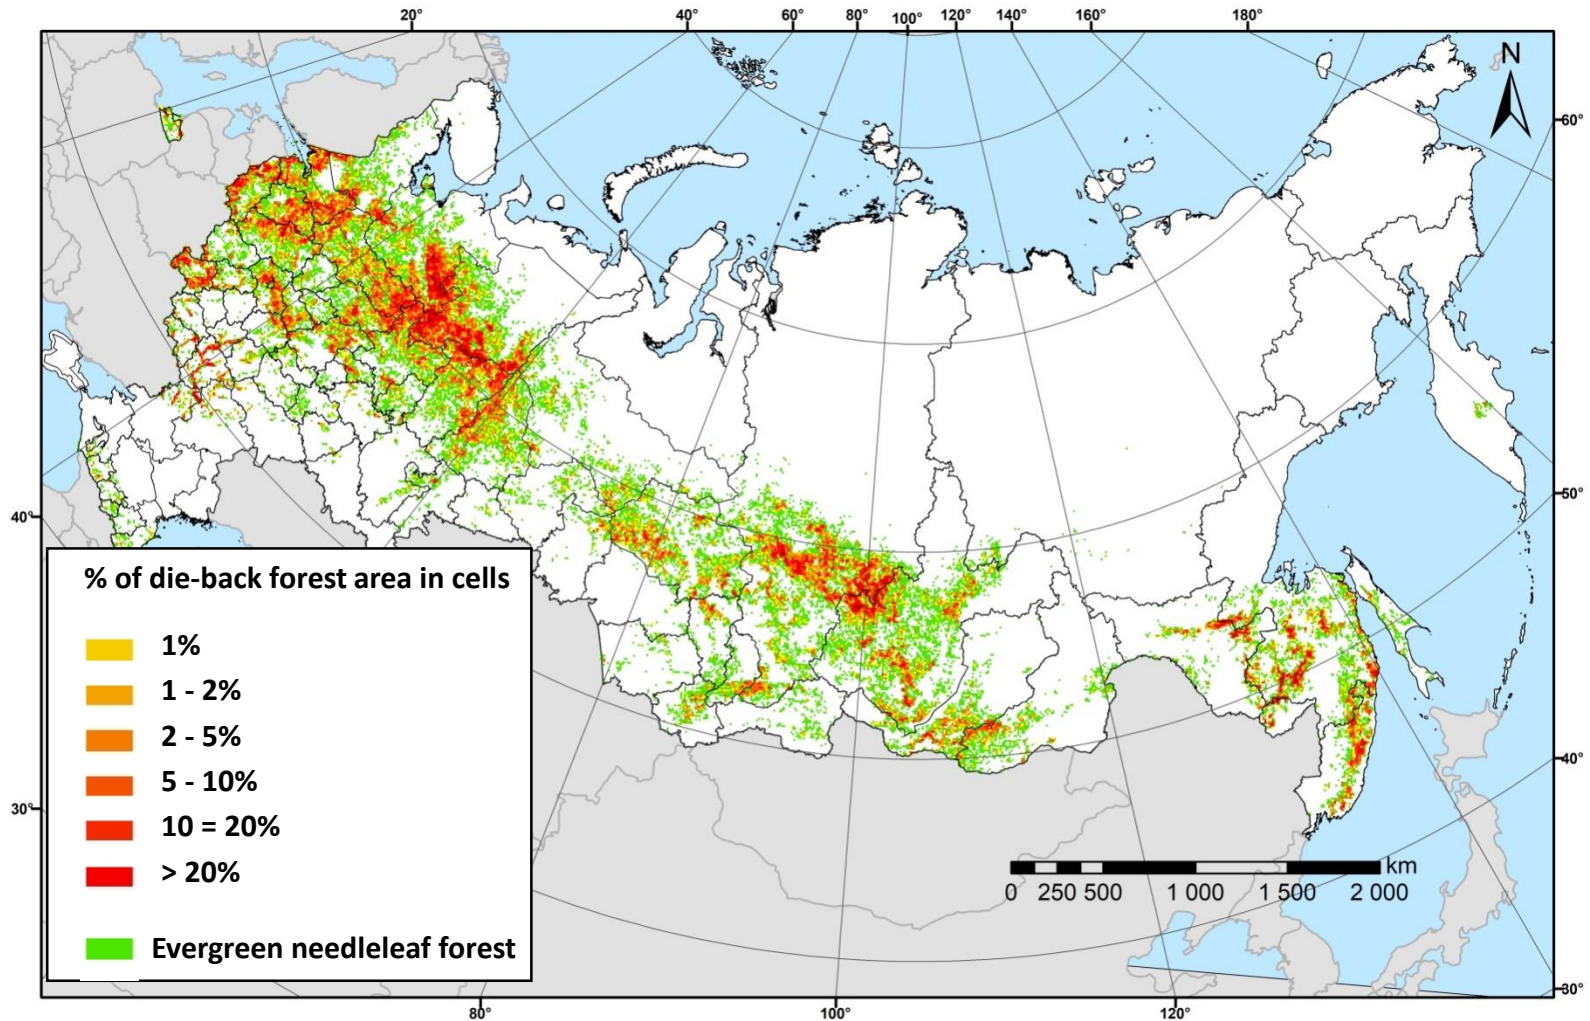 20° 40° 60° 80° 100° 120° 140° 160° 180°
N
60°
50°
40°
% of die-back forest area in cells
1%
1 - 2%
2 - 5%
5 - 10%
10 = 20%
> 20%
Evergreen needleleaf forest
40°
30°
km
0 250 500 1 000 1 500 2 000
30°
80° 100° 120°